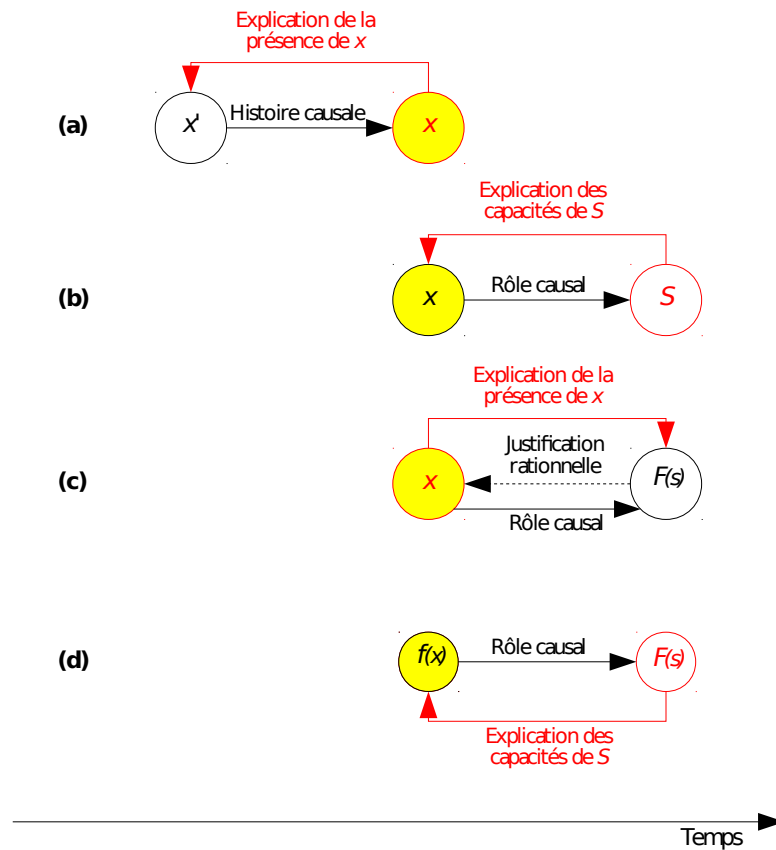 Explication de la
présence de x
(a)
x'
Histoire causale
x
Explication des
capacités de S
(b)
x
Rôle causal
S
Explication de la
présence de x
Justification
rationnelle
(c)
x
F(s)
Rôle causal
(d)
f(x)
Rôle causal
F(s)
Explication des
capacités de S
Temps